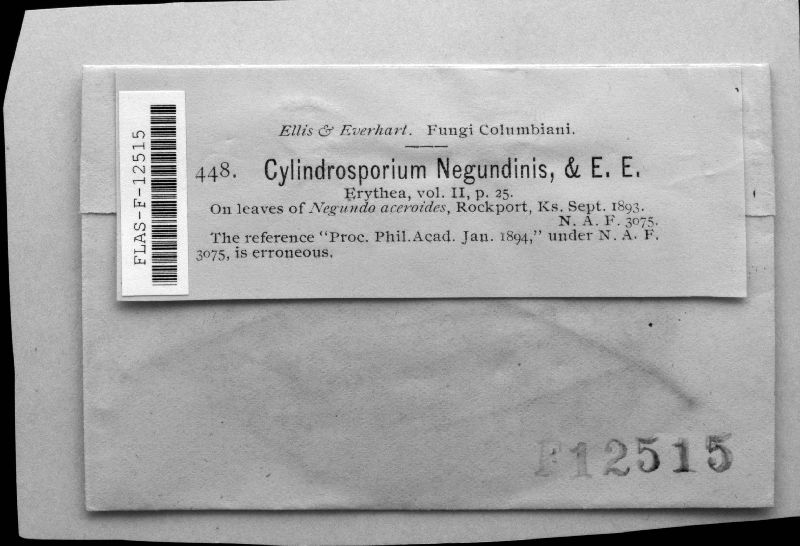 Ellis & Everhart. Fungi Columbiani.
448. Cylindrosporium Negundinis, & E. E.
Erythea, vol. II, p. 25.
On leaves of Negundo aceroides, Rockport, Ks. Sept. 1893.
N. A. F. 3075.
The reference "Proc. Phil. Acad. Jan. 1894," under N. A. F.
3075, is erroneous.
FLAS-F-12515
F12515